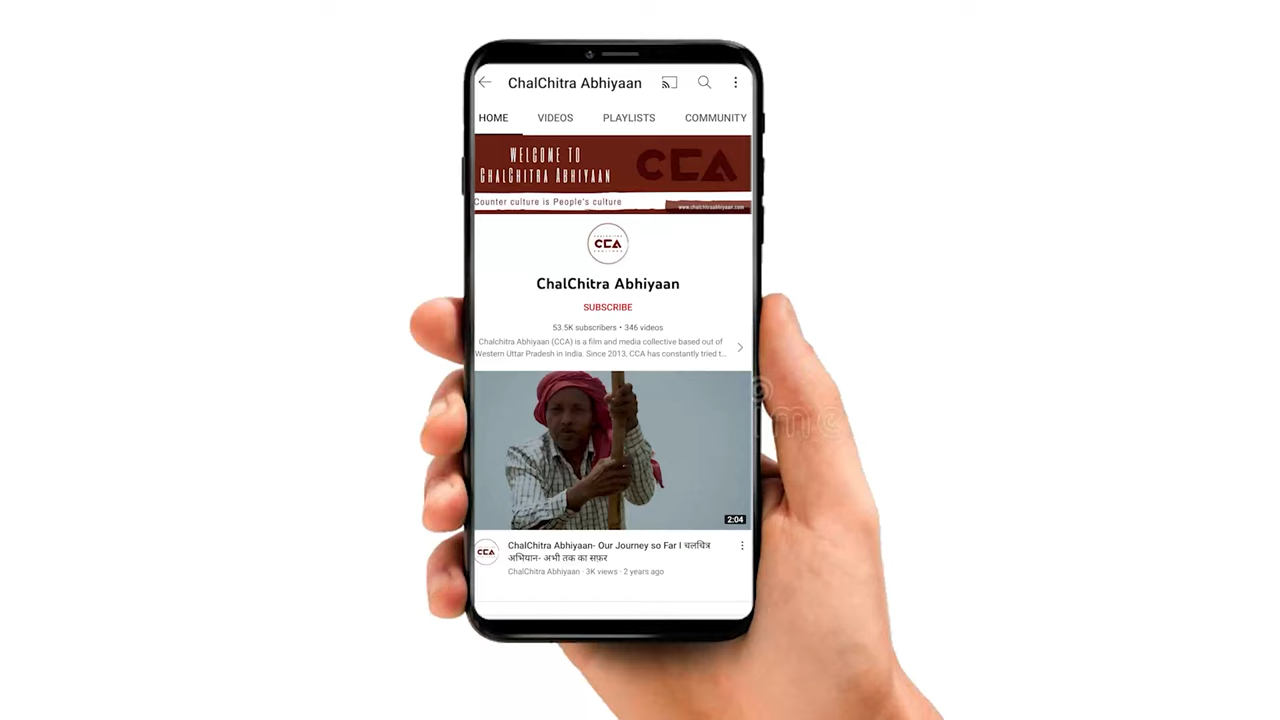 ChalChitra Abhiyaan
HOME VIDEOS PLAYLISTS COMMUNITY
WELCOME TO
CHALCHITRA ABHIYAAN
CCA
Counter culture is People's culture
www.chalchitraabhiyaan.com
CCA
ChalChitra Abhiyaan
SUBSCRIBE
53.5K subscribers • 346 videos
Chalchitra Abhiyaan (CCA) is a film and media collective based out of
Western Uttar Pradesh in India. Since 2013, CCA has constantly tried t...
2:04
CCA
ChalChitra Abhiyaan- Our Journey so Far I चलचित्र
अभियान- अभी तक का सफ़र
ChalChitra Abhiyaan · 3K views · 2 years ago